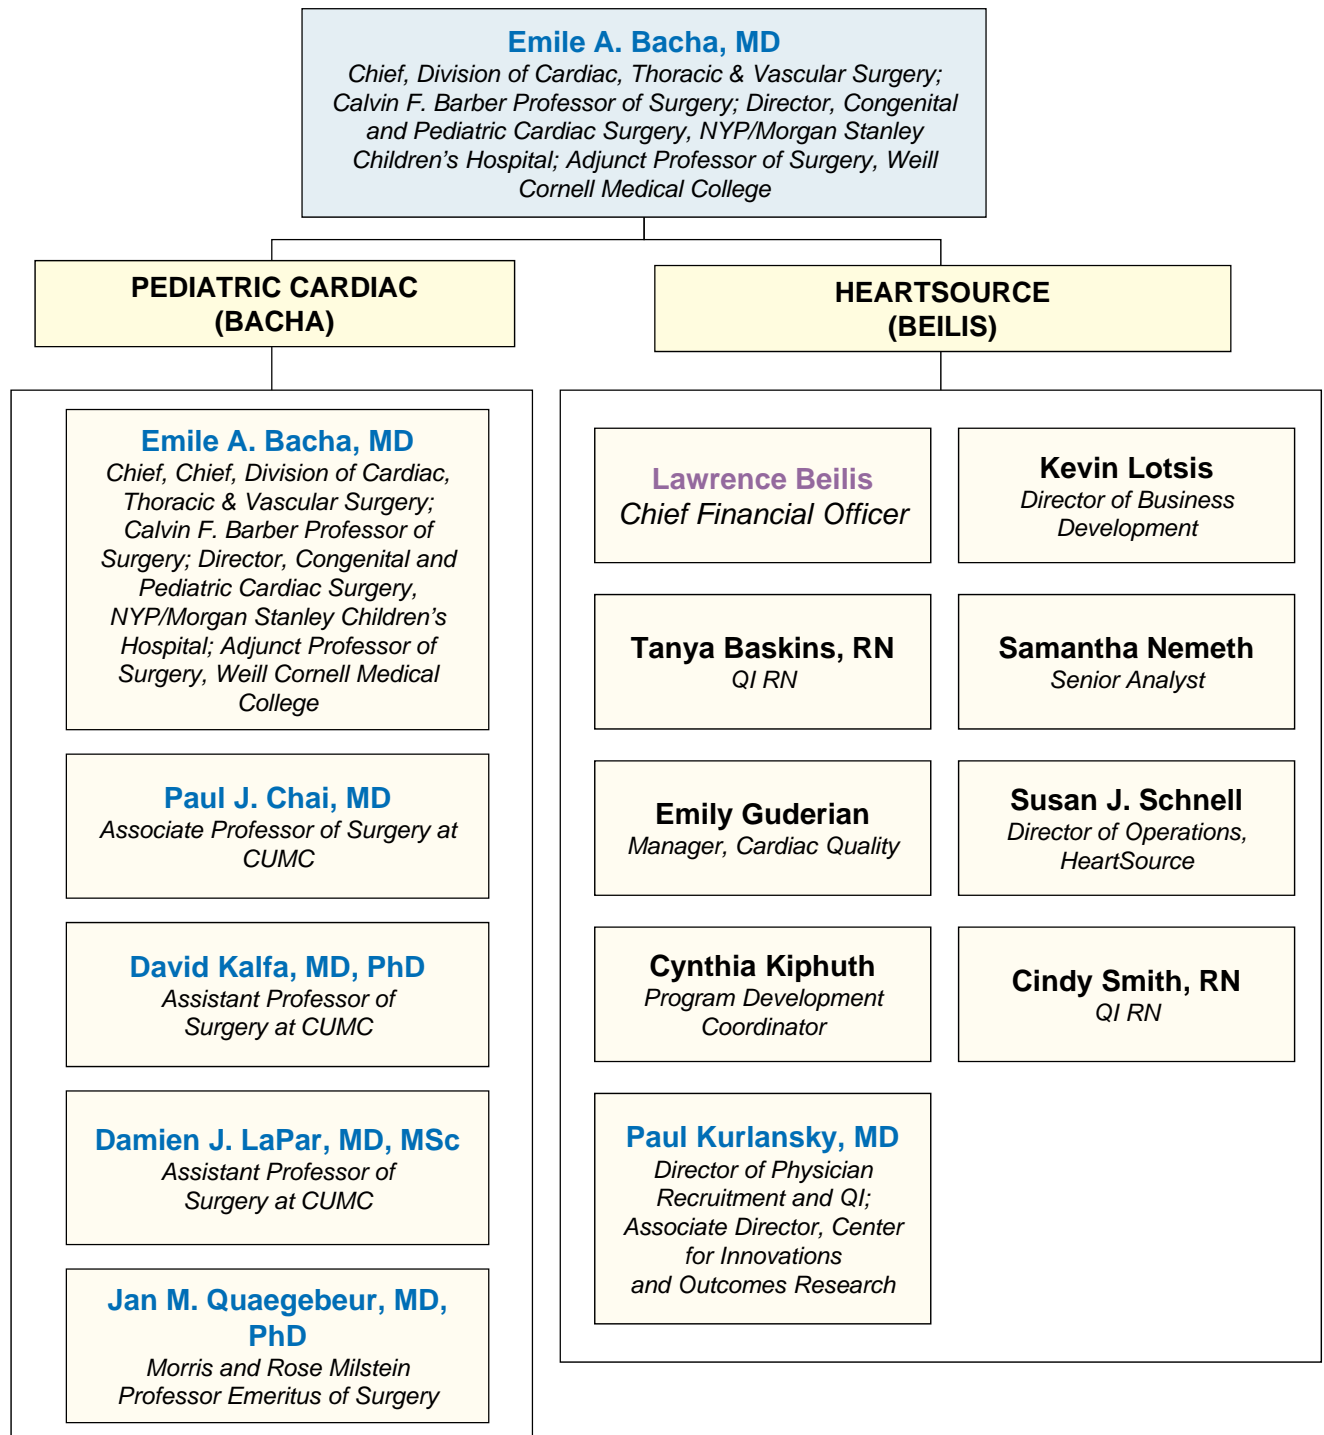 Emile A. Bacha, MD
Chief, Division of Cardiac, Thoracic & Vascular Surgery;
Calvin F. Barber Professor of Surgery; Director, Congenital
and Pediatric Cardiac Surgery, NYP/Morgan Stanley
Children’s Hospital; Adjunct Professor of Surgery, Weill
Cornell Medical College
PEDIATRIC CARDIAC
(BACHA)
Emile A. Bacha, MD
Chief, Chief, Division of Cardiac,
Thoracic & Vascular Surgery;
Calvin F. Barber Professor of
Surgery; Director, Congenital and
Pediatric Cardiac Surgery,
NYP/Morgan Stanley Children’s
Hospital; Adjunct Professor of
Surgery, Weill Cornell Medical
College
Paul J. Chai, MD
Associate Professor of Surgery at
CUMC
David Kalfa, MD, PhD
Assistant Professor of
Surgery at CUMC
Damien J. LaPar, MD, MSc
Assistant Professor of
Surgery at CUMC
Jan M. Quaegebeur, MD,
PhD
Morris and Rose Milstein
Professor Emeritus of Surgery
HEARTSOURCE
(BEILIS)
Lawrence Beilis
Chief Financial Officer
Kevin Lotsis
Director of Business
Development
Tanya Baskins, RN
QI RN
Samantha Nemeth
Senior Analyst
Emily Guderian
Manager, Cardiac Quality
Susan J. Schnell
Director of Operations,
HeartSource
Cynthia Kiphuth
Program Development
Coordinator
Cindy Smith, RN
QI RN
Paul Kurlansky, MD
Director of Physician
Recruitment and QI;
Associate Director, Center
for Innovations
and Outcomes Research